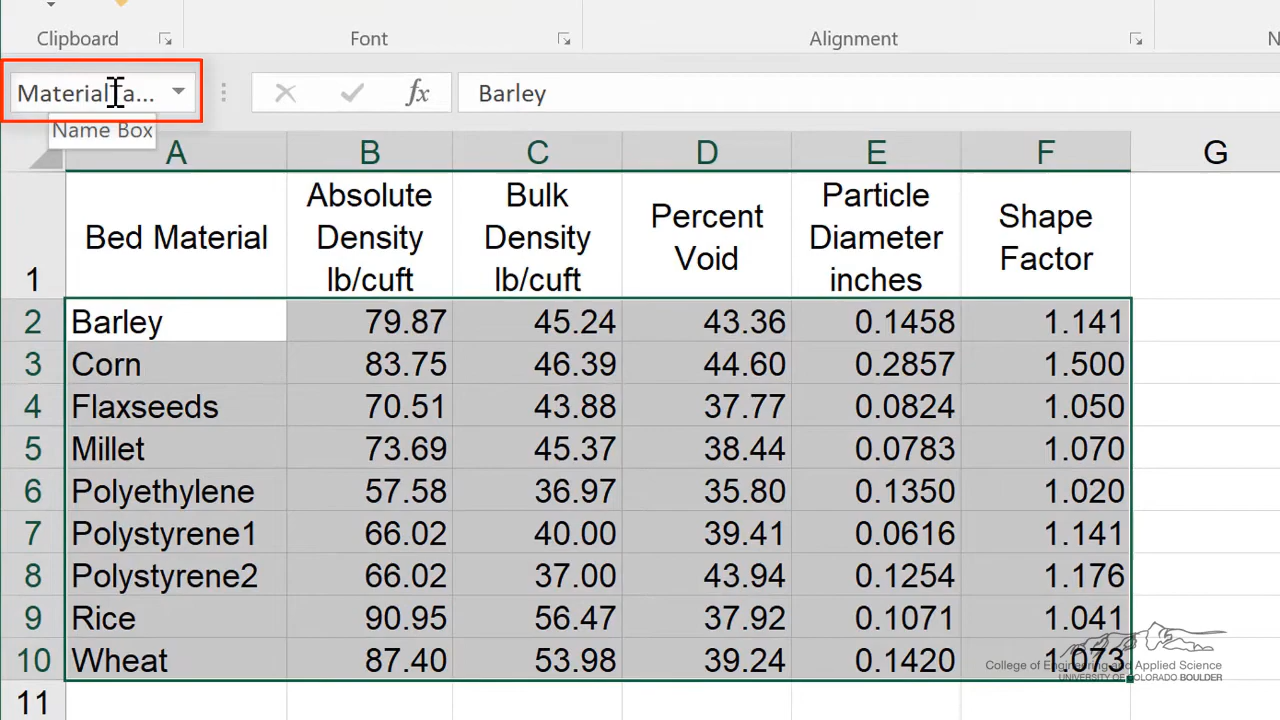 Clipboard Font Alignment N
Material a... Barley
Name Box
A B C D E F G
1 Bed Material Absolute Density lb/cuft Bulk Density lb/cuft Percent Void Particle Diameter inches Shape Factor
2 Barley 79.87 45.24 43.36 0.1458 1.141
3 Corn 83.75 46.39 44.60 0.2857 1.500
4 Flaxseeds 70.51 43.88 37.77 0.0824 1.050
5 Millet 73.69 45.37 38.44 0.0783 1.070
6 Polyethylene 57.58 36.97 35.80 0.1350 1.020
7 Polystyrene1 66.02 40.00 39.41 0.0616 1.141
8 Polystyrene2 66.02 37.00 43.94 0.1254 1.176
9 Rice 90.95 56.47 37.92 0.1071 1.041
10 Wheat 87.40 53.98 39.24 0.1420 1.073
College of Engineering and Applied Science
UNIVERSITY OF COLORADO BOULDER
11